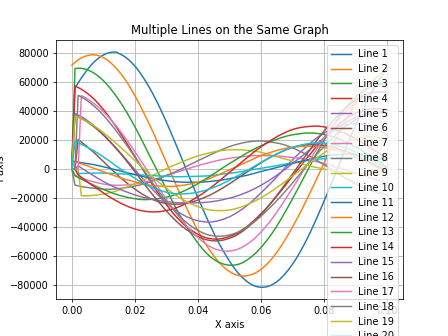 Multiple Lines on the Same Graph
80000
60000
40000
20000
0
−20000
−40000
−60000
−80000
0.00
0.02
0.04
0.06
X axis
Line 1
Line 2
Line 3
Line 4
Line 5
Line 6
Line 7
Line 8
Line 9
Line 10
Line 11
Line 12
Line 13
Line 14
Line 15
Line 16
Line 17
Line 18
Line 19
Line 20